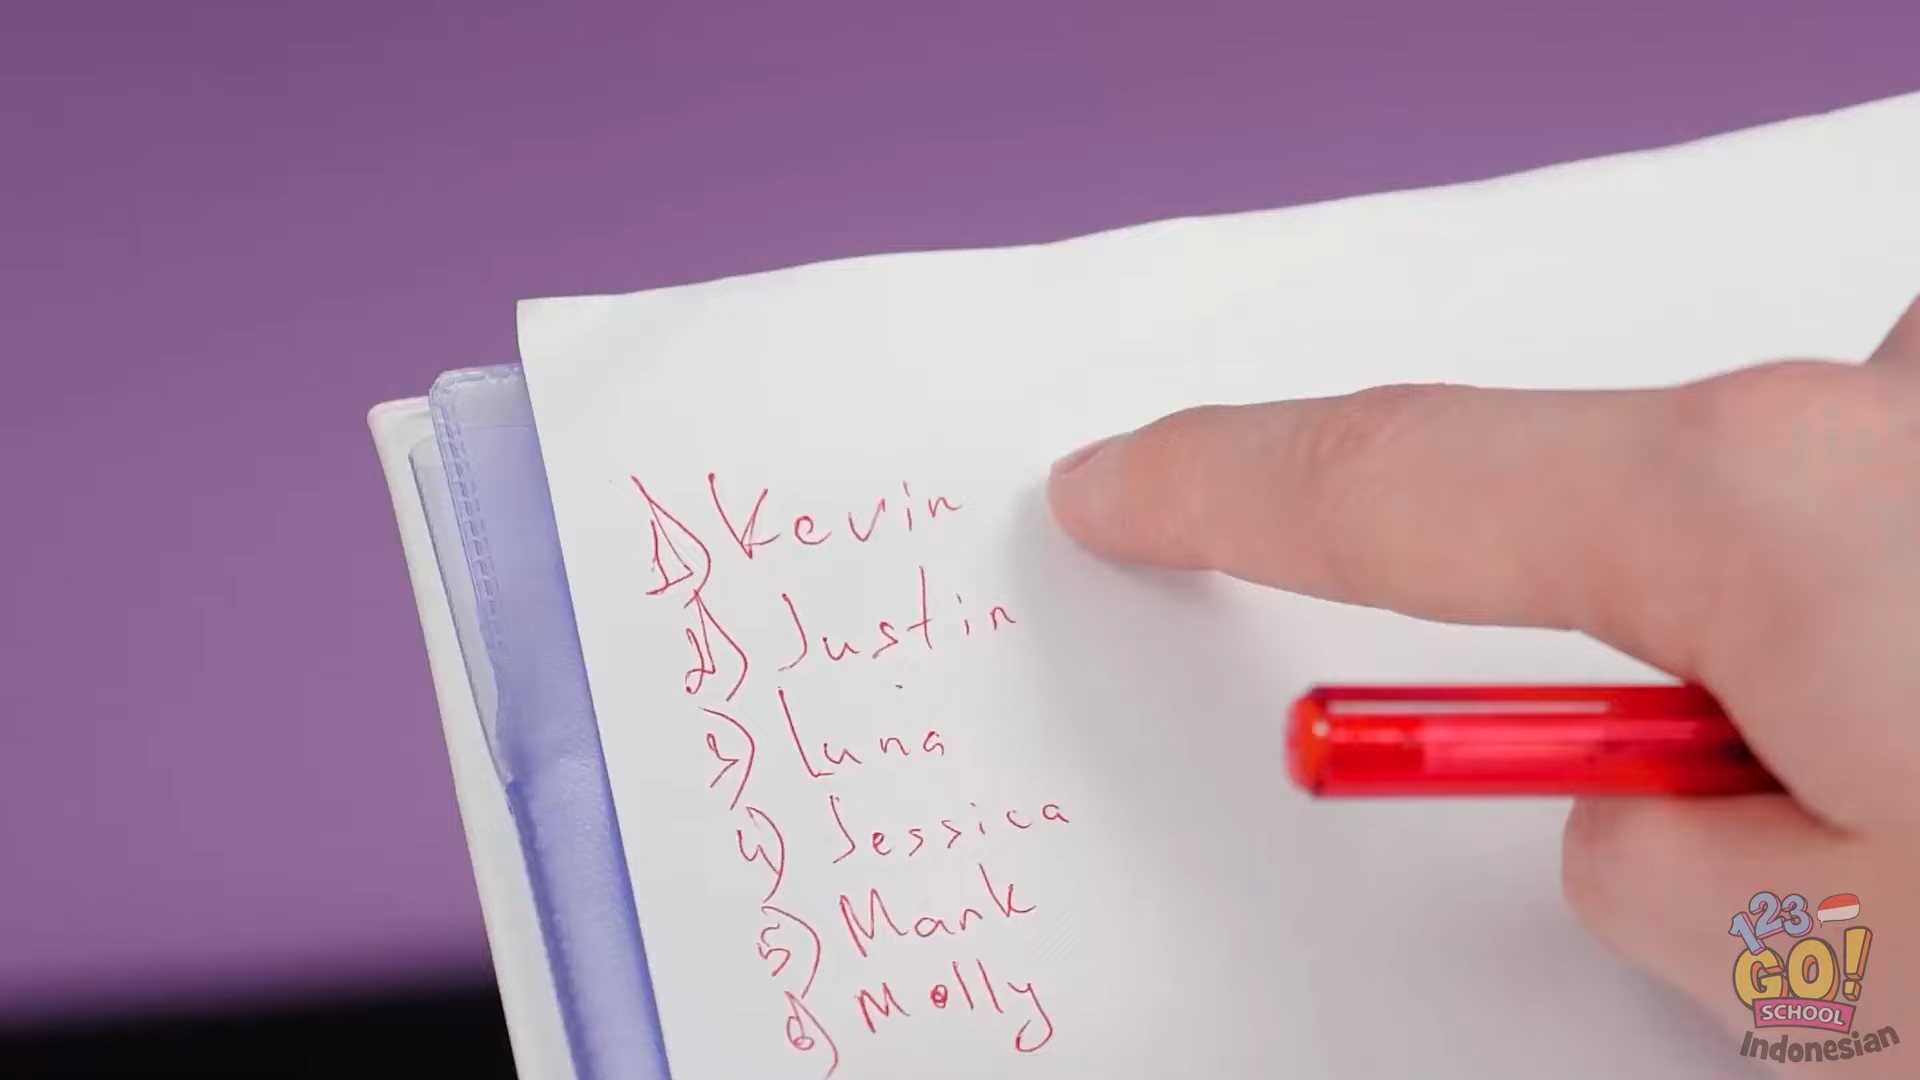 1) Kevin
2) Justin
3) Luna
4) Jessica
5) Mark
6) Molly
123
GO!
SCHOOL
Indonesian